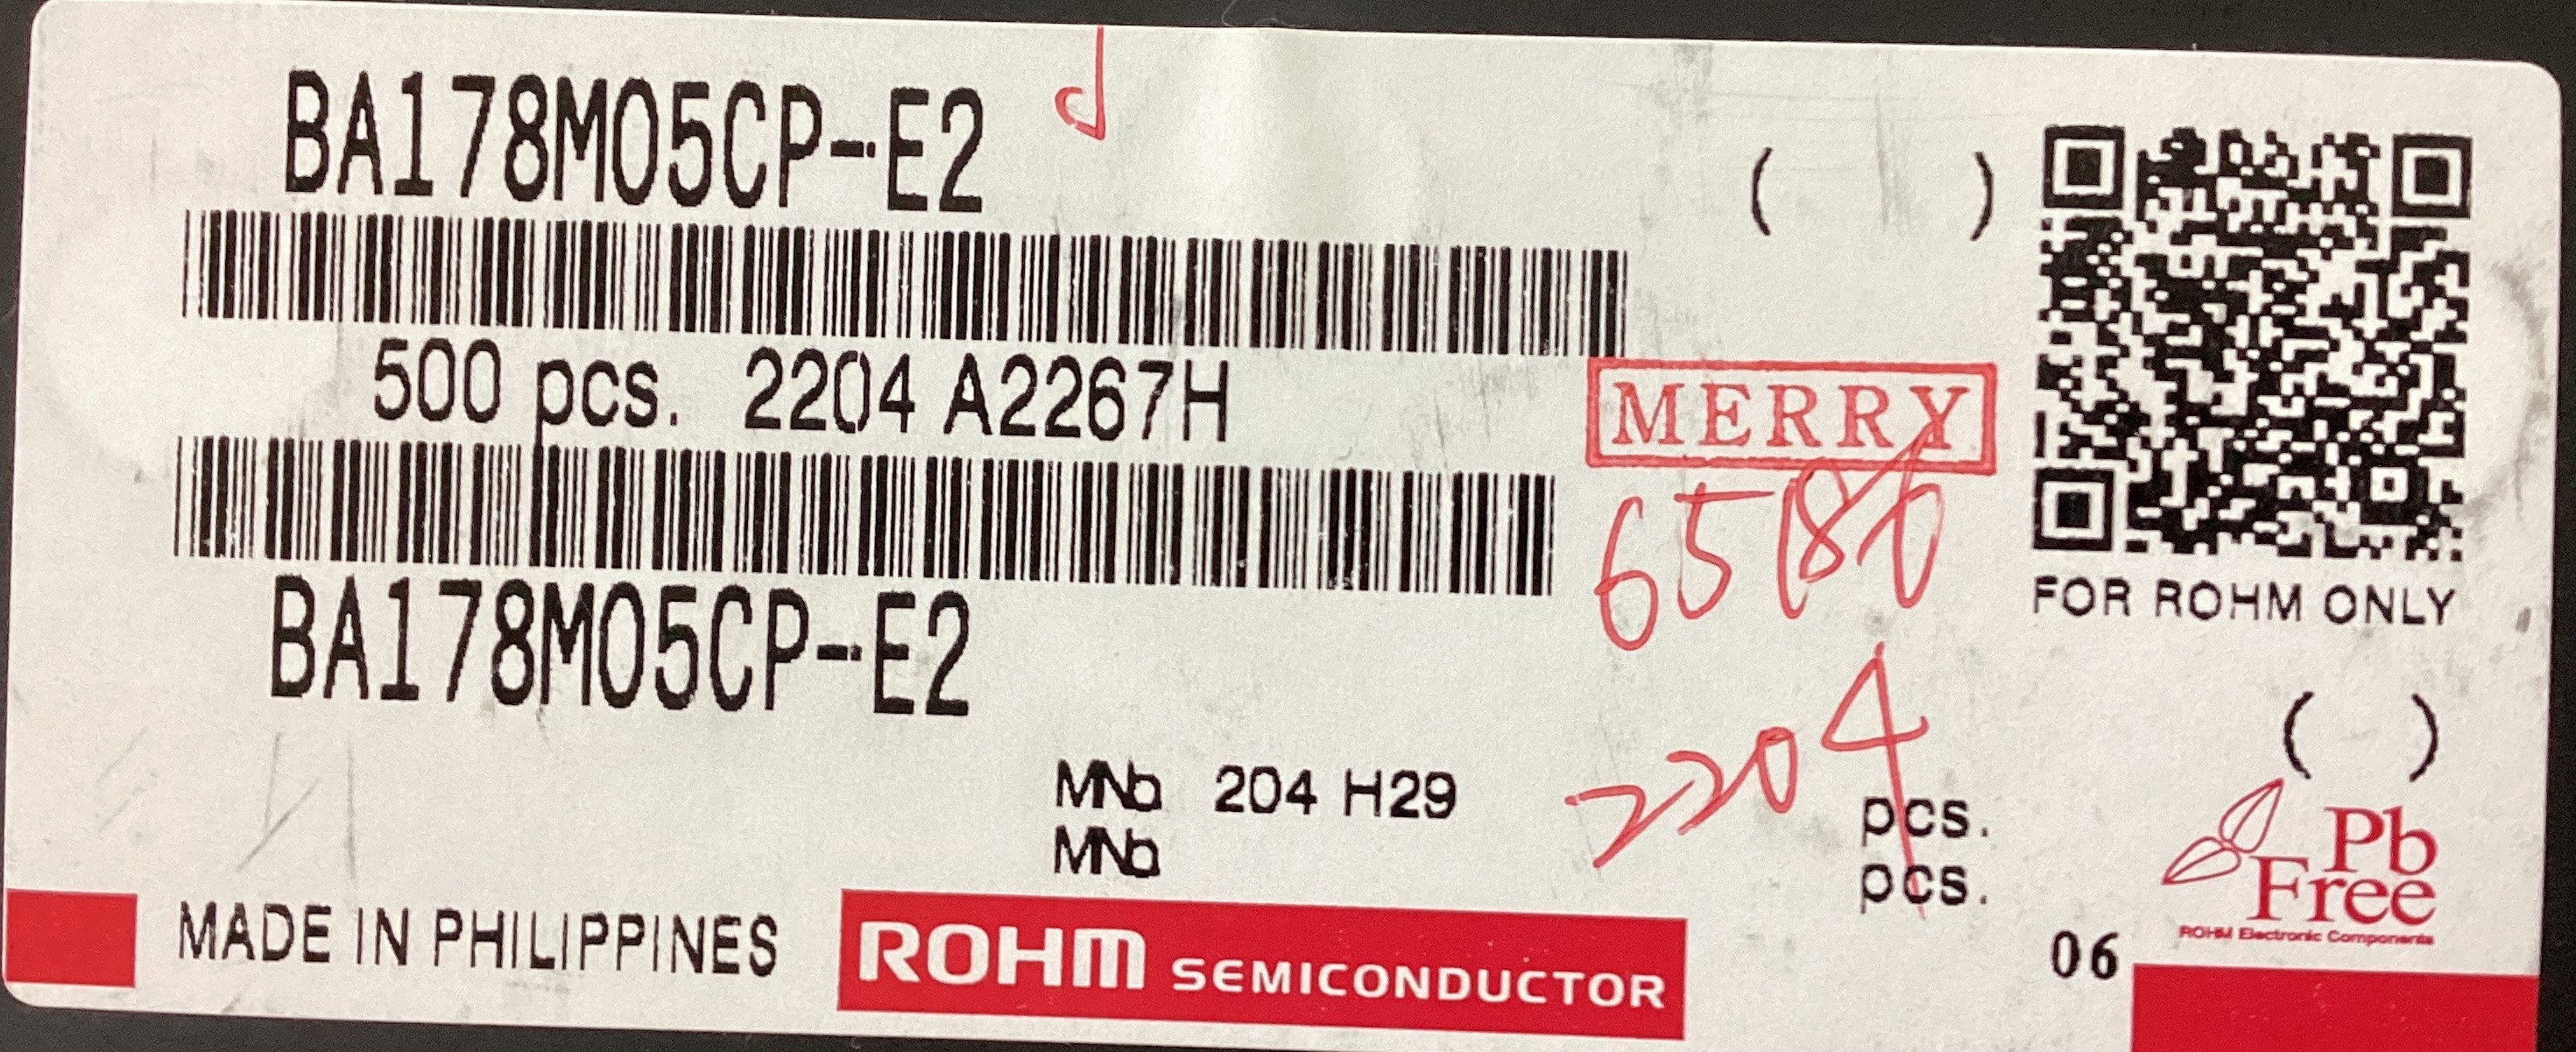 BA178M05CP-E2
( )
500 pcs. 2204 A2267H
MERRY
BA178M05CP-E2
FOR ROHM ONLY
2204
( )
MNo. 204 H29 pcs.
MNo. pcs.
Pb
Free
ROHM Electronic Components
MADE IN PHILIPPINES
ROHM SEMICONDUCTOR
06